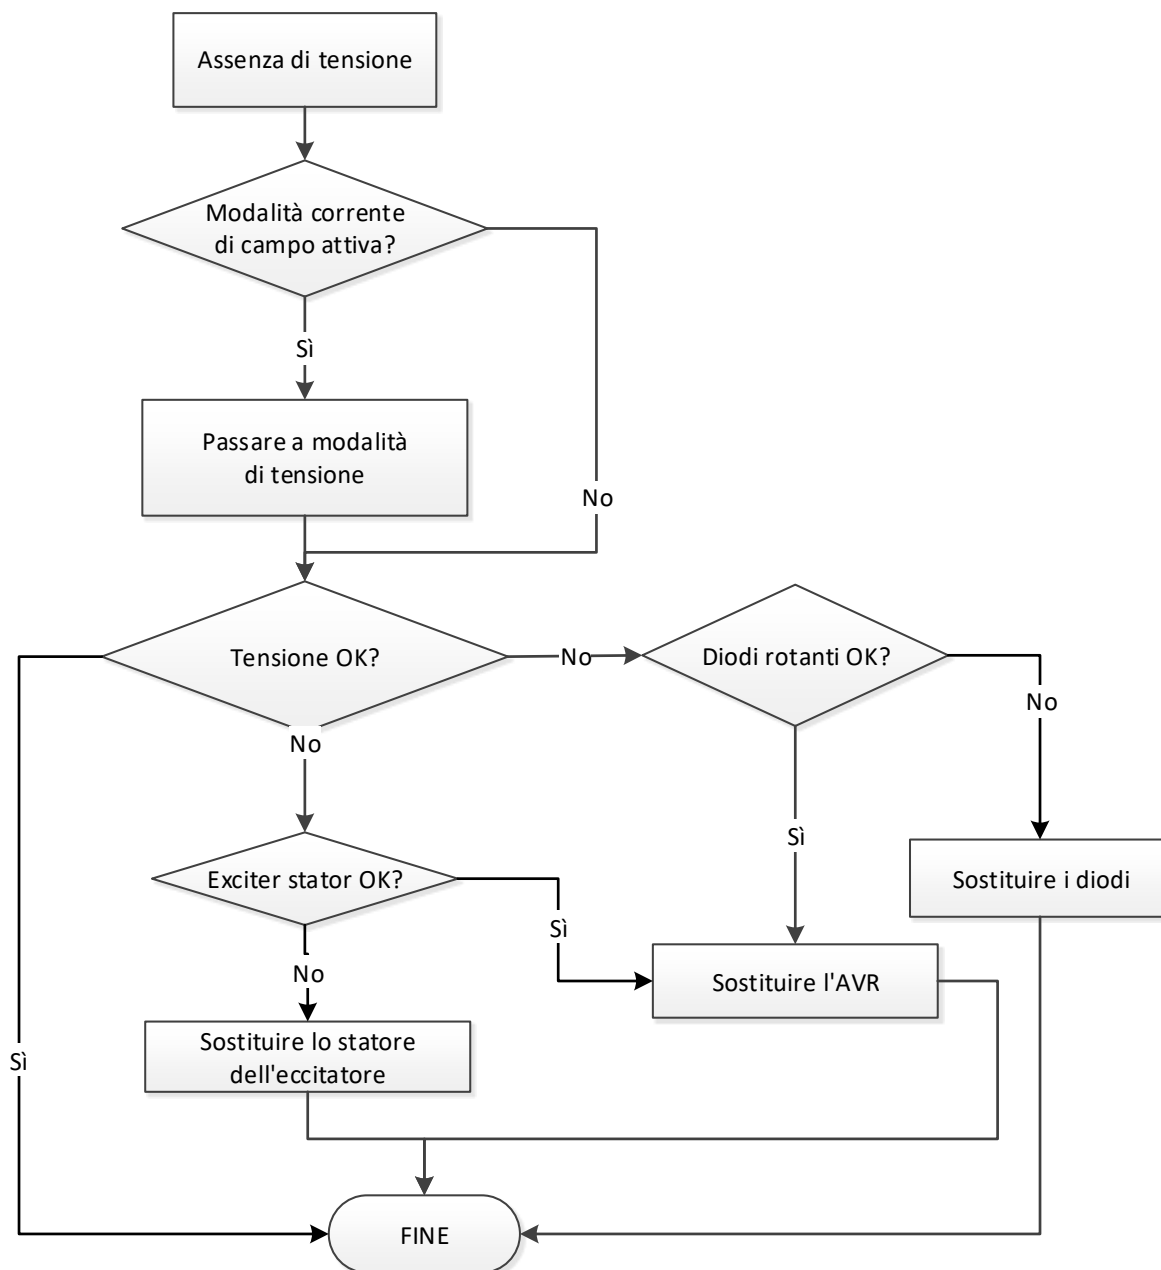 Assenza di tensione
Modalità corrente
di campo attiva?
Sì
Passare a modalità
di tensione
No
Tensione OK?
No
Diodi rotanti OK?
No
No
Sì
Exciter stator OK?
Sostituire i diodi
Sì
No
Sostituire l'AVR
Sostituire lo statore
dell'eccitatore
Sì
FINE